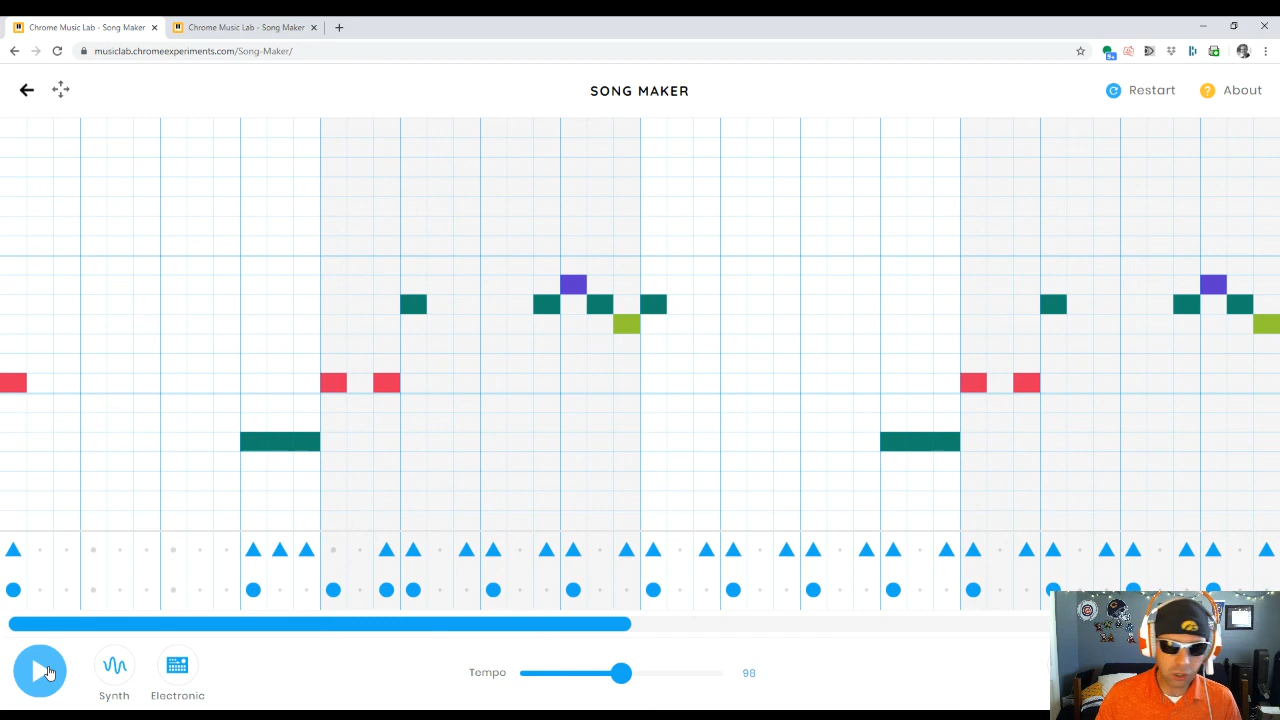 Chrome Music Lab - Song Maker
Chrome Music Lab - Song Maker
musiclab.chromeexperiments.com/Song-Maker/
5+
SONG MAKER
Restart
? About
Synth
Electronic
Tempo
98